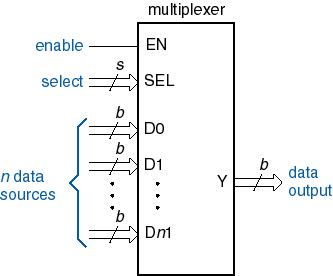 multiplexer
enable EN
s
select SEL
b
D0
b
D1
n data
sources
Y
b
data
output
b
Dn1